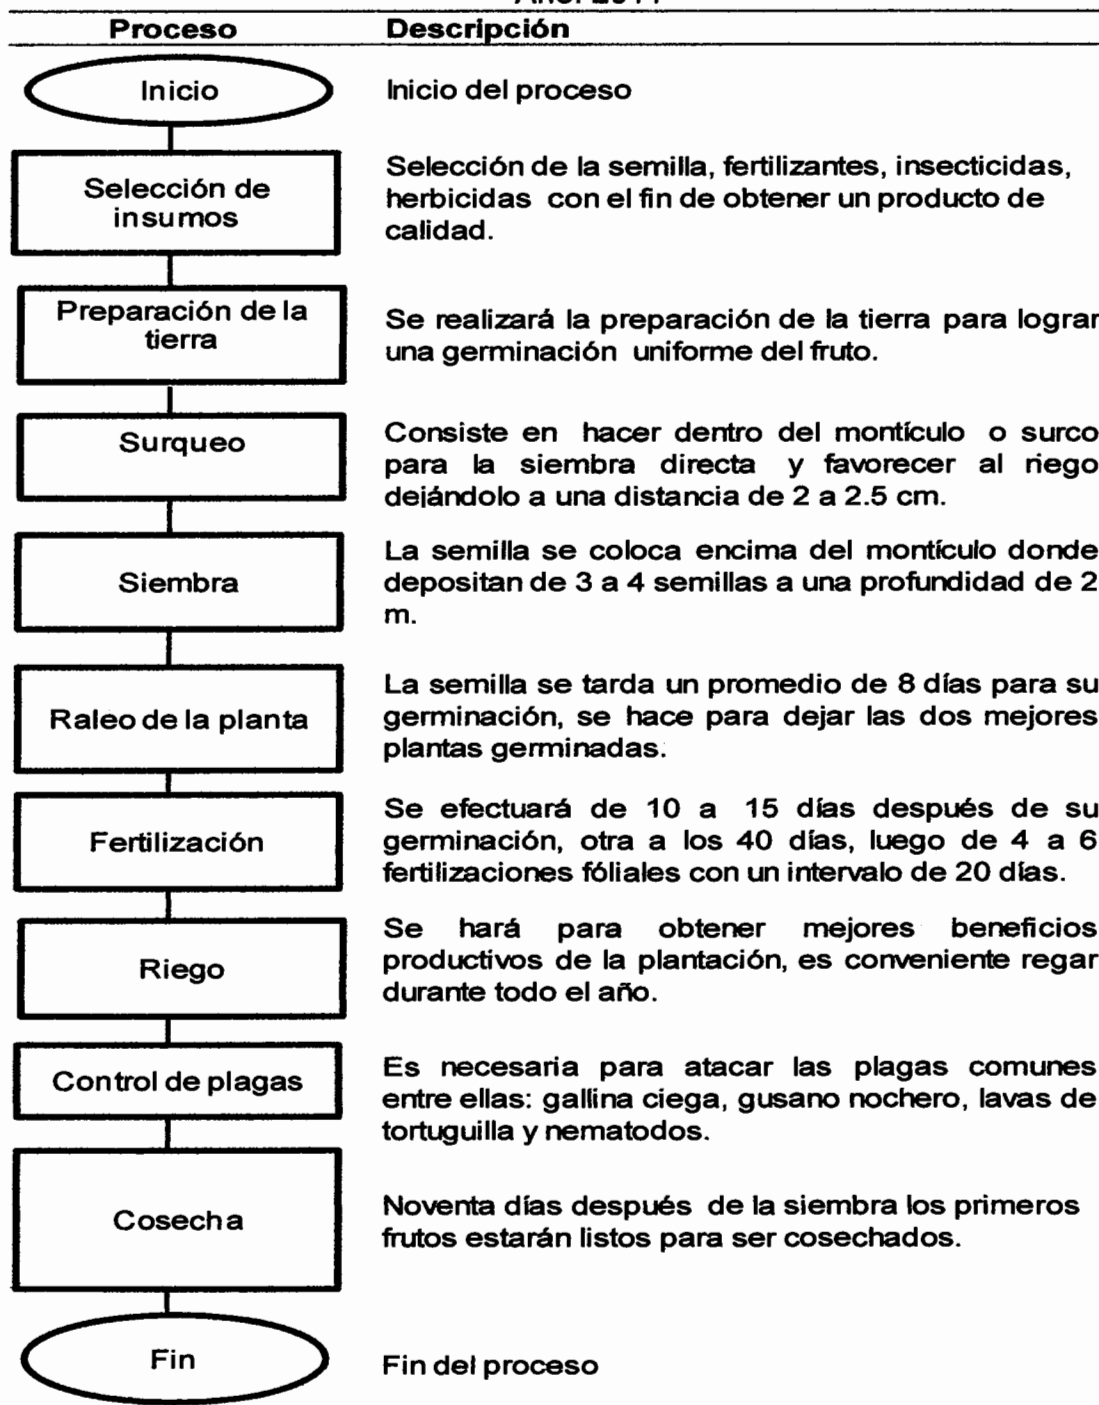 Proceso Descripción
Inicio
Inicio del proceso
Selección de
insumos
Selección de la semilla, fertilizantes, insecticidas,
herbicidas con el fin de obtener un producto de
calidad.
Preparación de la
tierra
Se realizará la preparación de la tierra para lograr
una germinación uniforme del fruto.
Surqueo
Consiste en hacer dentro del montículo o surco
para la siembra directa y favorecer al riego
dejándolo a una distancia de 2 a 2.5 cm.
Siembra
La semilla se coloca encima del montículo donde
depositan de 3 a 4 semillas a una profundidad de 2
m.
Raleo de la planta
La semilla se tarda un promedio de 8 días para su
germinación, se hace para dejar las dos mejores
plantas germinadas.
Fertilización
Se efectuará de 10 a 15 días después de su
germinación, otra a los 40 días, luego de 4 a 6
fertilizaciones fóliales con un intervalo de 20 días.
Riego
Se hará para obtener mejores beneficios
productivos de la plantación, es conveniente regar
durante todo el año.
Control de plagas
Es necesaria para atacar las plagas comunes
entre ellas: gallina ciega, gusano nochero, lavas de
tortuguilla y nematodos.
Cosecha
Noventa días después de la siembra los primeros
frutos estarán listos para ser cosechados.
Fin
Fin del proceso